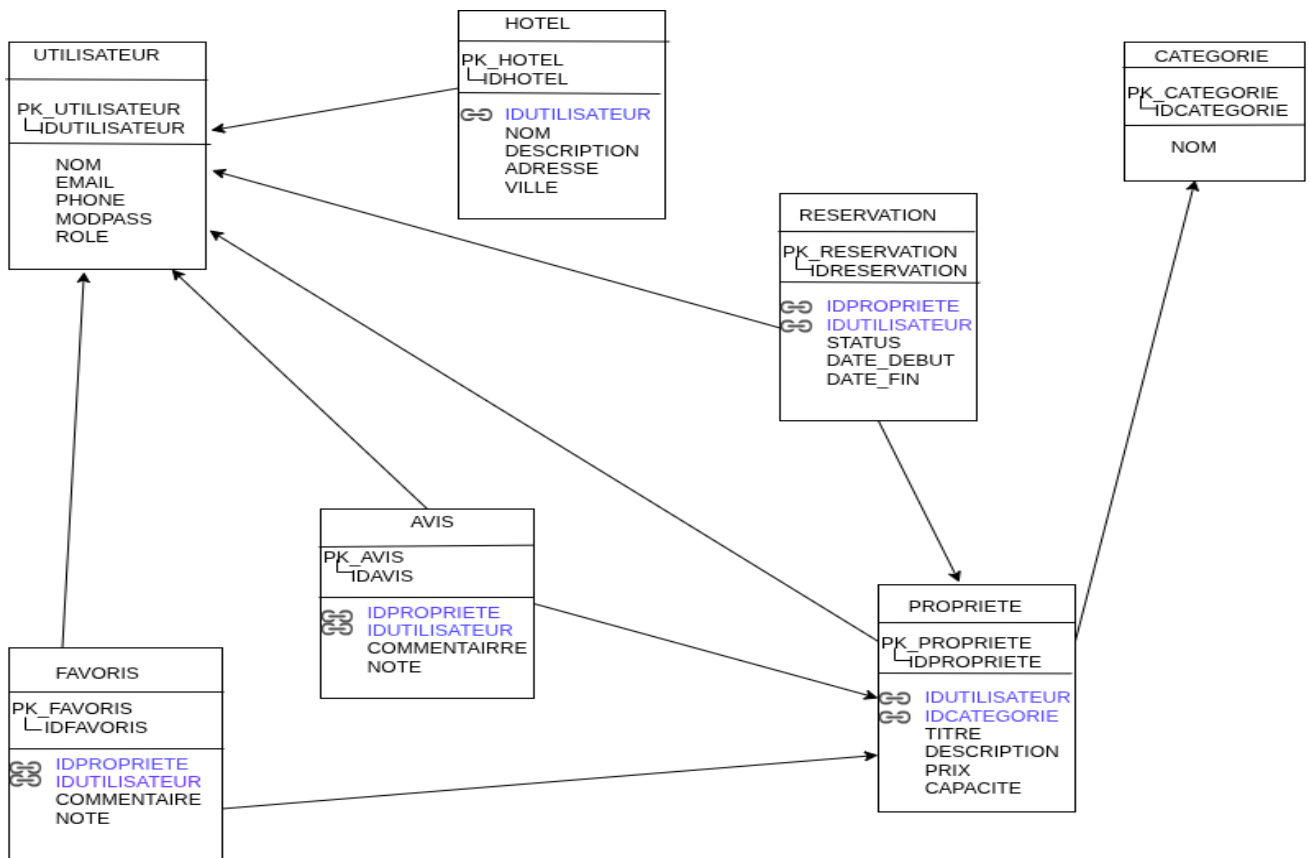 HOTEL
PK_HOTEL
IDHOTEL
IDUTILISATEUR
NOM
DESCRIPTION
ADRESSE
VILLE
UTILISATEUR
PK_UTILISATEUR
IDUTILISATEUR
NOM
EMAIL
PHONE
MODPASS
ROLE
CATEGORIE
PK_CATEGORIE
IDCATEGORIE
NOM
RESERVATION
PK_RESERVATION
IDRESERVATION
IDPROPRIETE
IDUTILISATEUR
STATUS
DATE_DEBUT
DATE_FIN
AVIS
PK_AVIS
IDAVIS
IDPROPRIETE
IDUTILISATEUR
COMMENTAIRRE
NOTE
PROPRIETE
PK_PROPRIETE
IDPROPRIETE
IDUTILISATEUR
IDCATEGORIE
TITRE
DESCRIPTION
PRIX
CAPACITE
FAVORIS
PK_FAVORIS
IDFAVORIS
IDPROPRIETE
IDUTILISATEUR
COMMENTAIRE
NOTE